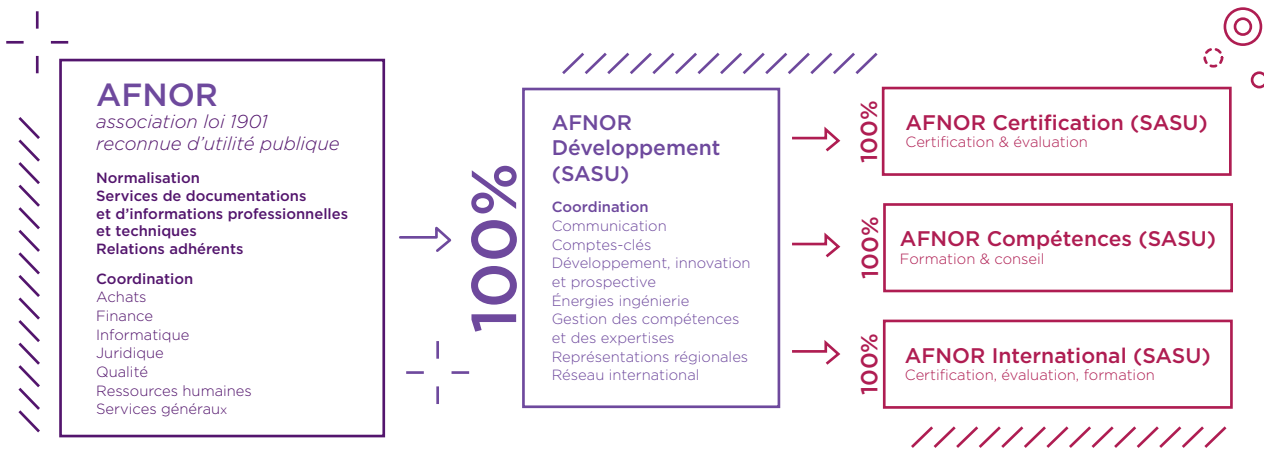 AFNOR
association loi 1901
reconnue d'utilité publique
Normalisation
Services de documentations
et d'informations professionnelles
et techniques
Relations adhérents
Coordination
Achats
Finance
Informatique
Juridique
Qualité
Ressources humaines
Services généraux
100%
AFNOR
Développement
(SASU)
Coordination
Communication
Comptes-clés
Développement, innovation
et prospective
Énergies ingénierie
Gestion des compétences
et des expertises
Représentations régionales
Réseau international
100%
AFNOR Certification (SASU)
Certification & évaluation
100%
AFNOR Compétences (SASU)
Formation & conseil
100%
AFNOR International (SASU)
Certification, évaluation, formation